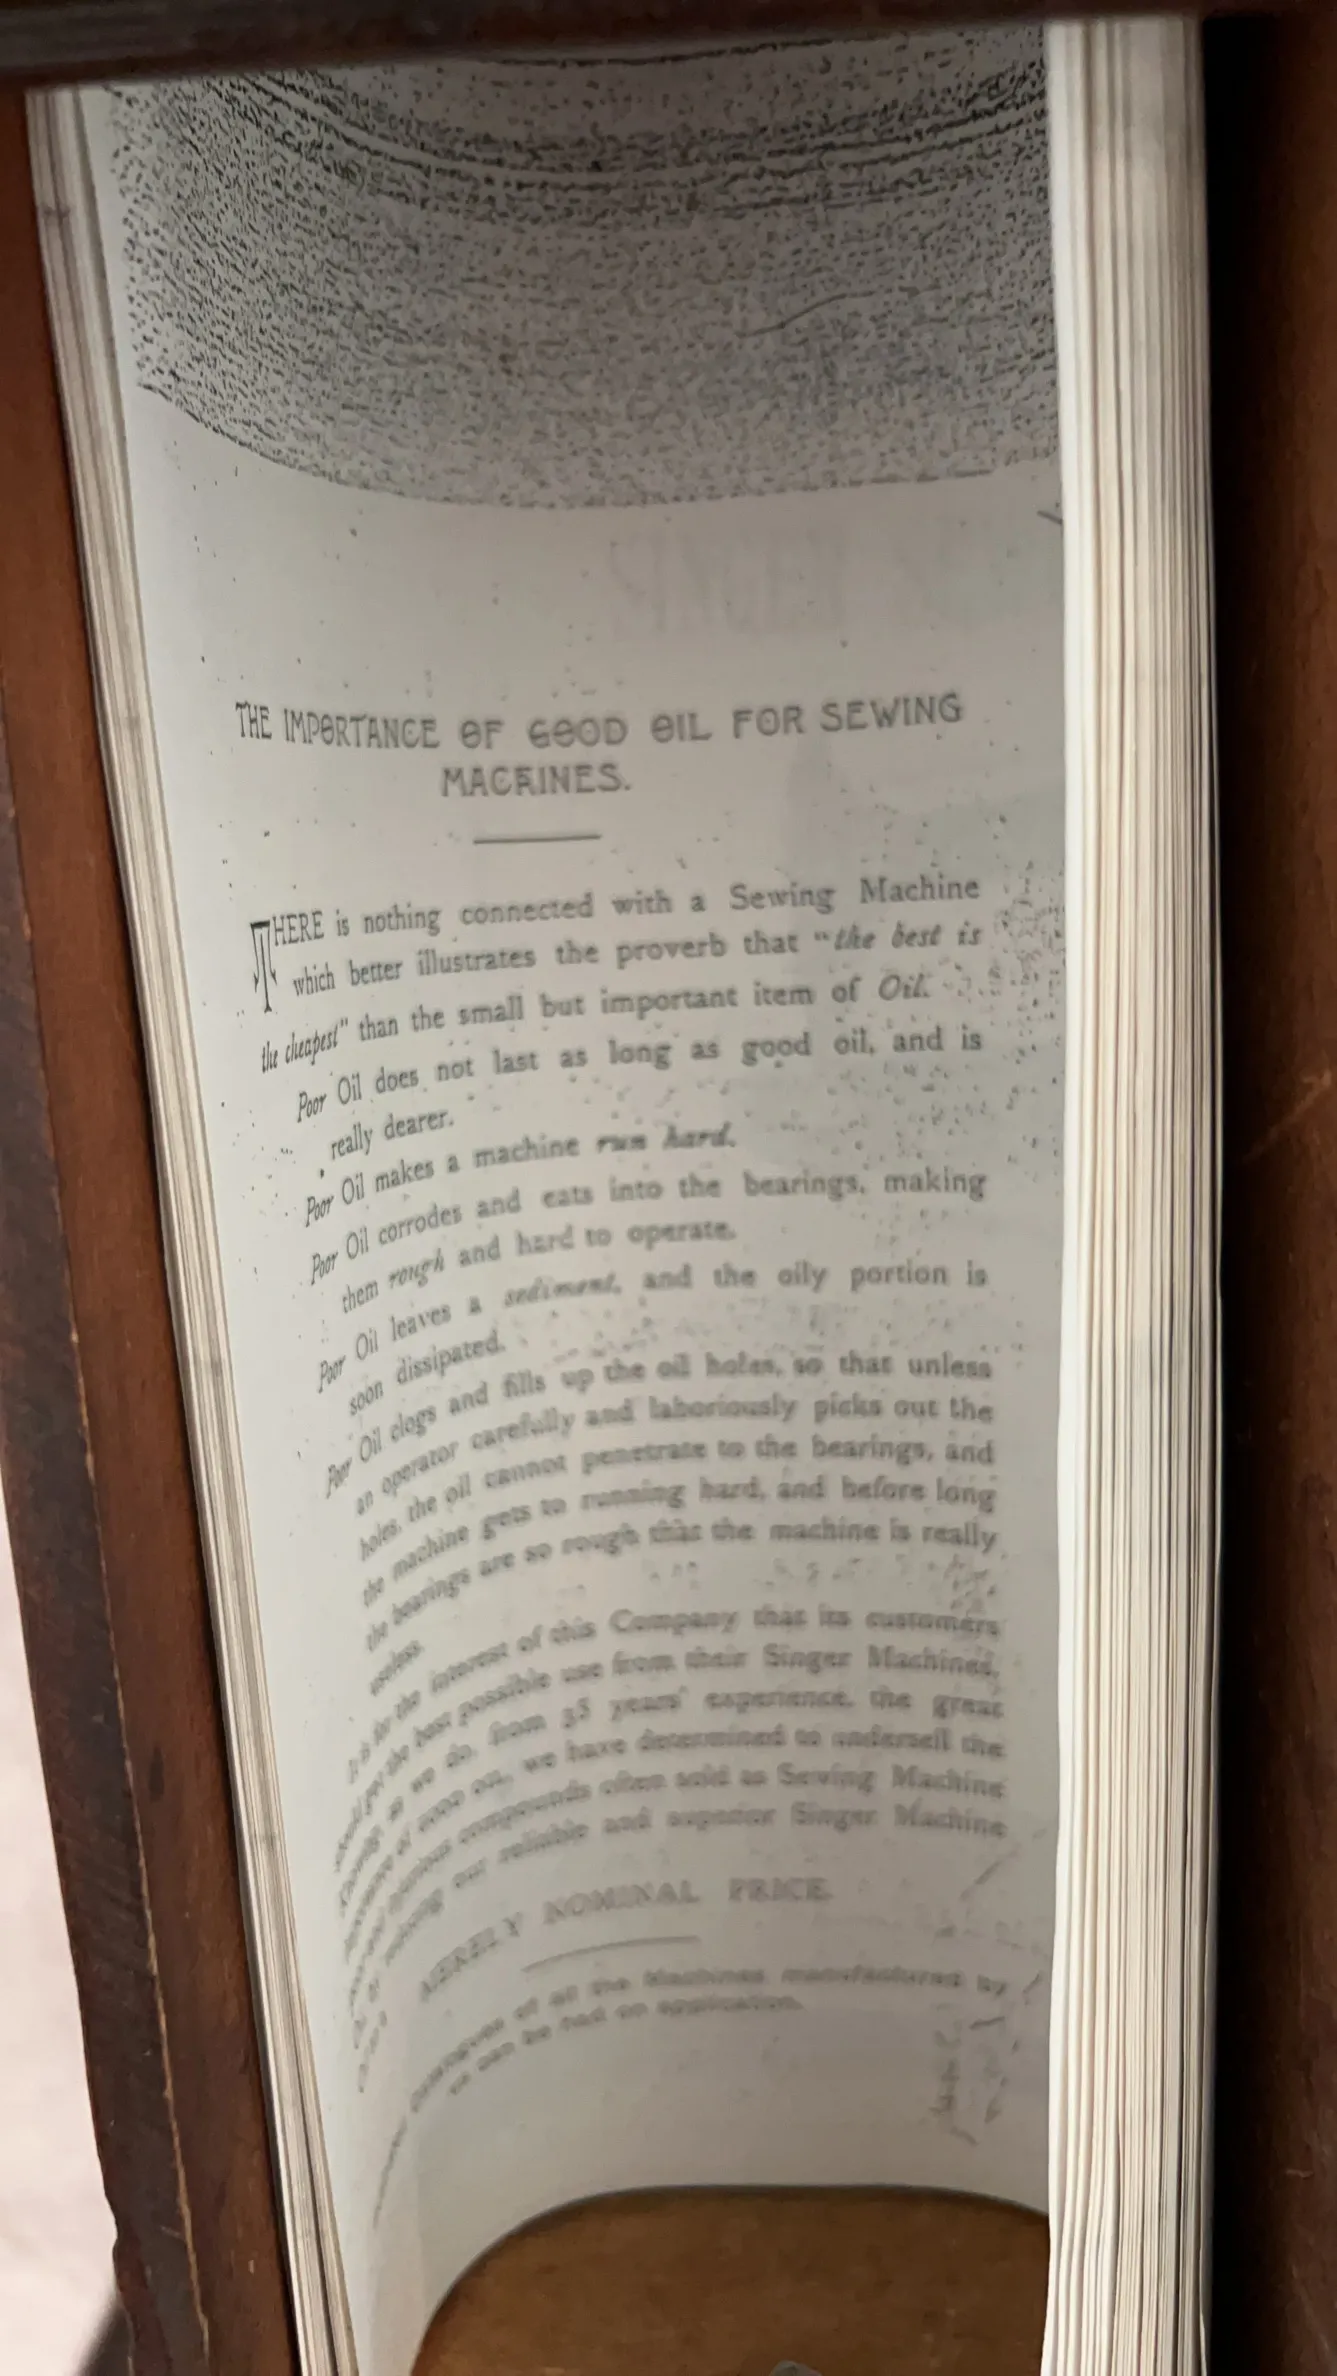 THE IMPORTANCE OF GOOD OIL FOR SEWING
MACHINES.
THERE is nothing connected with a Sewing Machine
which better illustrates the proverb that "the best is
the cheapest" than the small but important item of Oil.
Poor Oil does not last as long as good oil, and is
really dearer.
Poor Oil makes a machine run hard.
Poor Oil corrodes and eats into the bearings, making
them rough and hard to operate.
Poor Oil leaves a sediment, and the oily portion is
soon dissipated.
Poor Oil clogs and fills up the oil holes, so that unless
an operator carefully and laboriously picks out the
holes, the oil cannot penetrate to the bearings, and
the machine gets to running hard, and before long
the bearings are so rough that the machine is really
useless.
It is for the interest of this Company that its customers
should get the best possible use from their Singer Machines.
as we do, from 38 years' experience, the great
of good oil, we have determined to undersell the
compounds often sold as Sewing Machine
our reliable and superior Singer Machine
MERELY NOMINAL PRICE.
of all the Machines manufactured by
can be had on application.